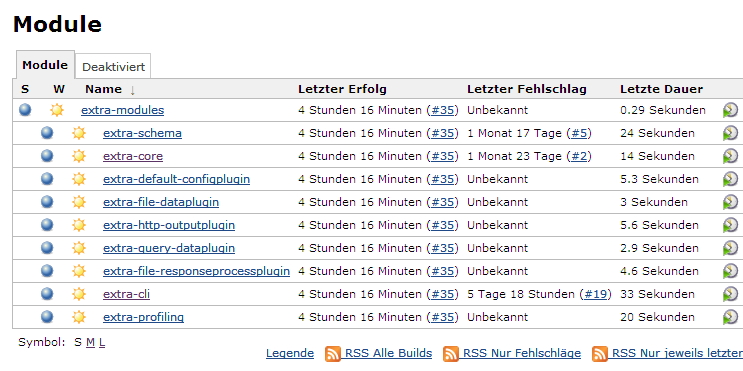 Module
Module Deaktiviert
S W Name ↓ Letzter Erfolg Letzter Fehlschlag Letzte Dauer
extra-modules 4 Stunden 16 Minuten (#35) Unbekannt 0.29 Sekunden
extra-schema 4 Stunden 16 Minuten (#35) 1 Monat 17 Tage (#5) 24 Sekunden
extra-core 4 Stunden 16 Minuten (#35) 1 Monat 23 Tage (#2) 14 Sekunden
extra-default-configplugin 4 Stunden 16 Minuten (#35) Unbekannt 5.3 Sekunden
extra-file-dataplugin 4 Stunden 16 Minuten (#35) Unbekannt 3 Sekunden
extra-http-outputplugin 4 Stunden 16 Minuten (#35) Unbekannt 5.6 Sekunden
extra-query-dataplugin 4 Stunden 16 Minuten (#35) Unbekannt 2.9 Sekunden
extra-file-responseprocessplugin 4 Stunden 16 Minuten (#35) Unbekannt 4.6 Sekunden
extra-cli 4 Stunden 16 Minuten (#35) 5 Tage 18 Stunden (#19) 33 Sekunden
extra-profiling 4 Stunden 16 Minuten (#35) Unbekannt 20 Sekunden
Symbol: S M L
Legende RSS Alle Builds RSS Nur Fehlschläge RSS Nur jeweils letzter